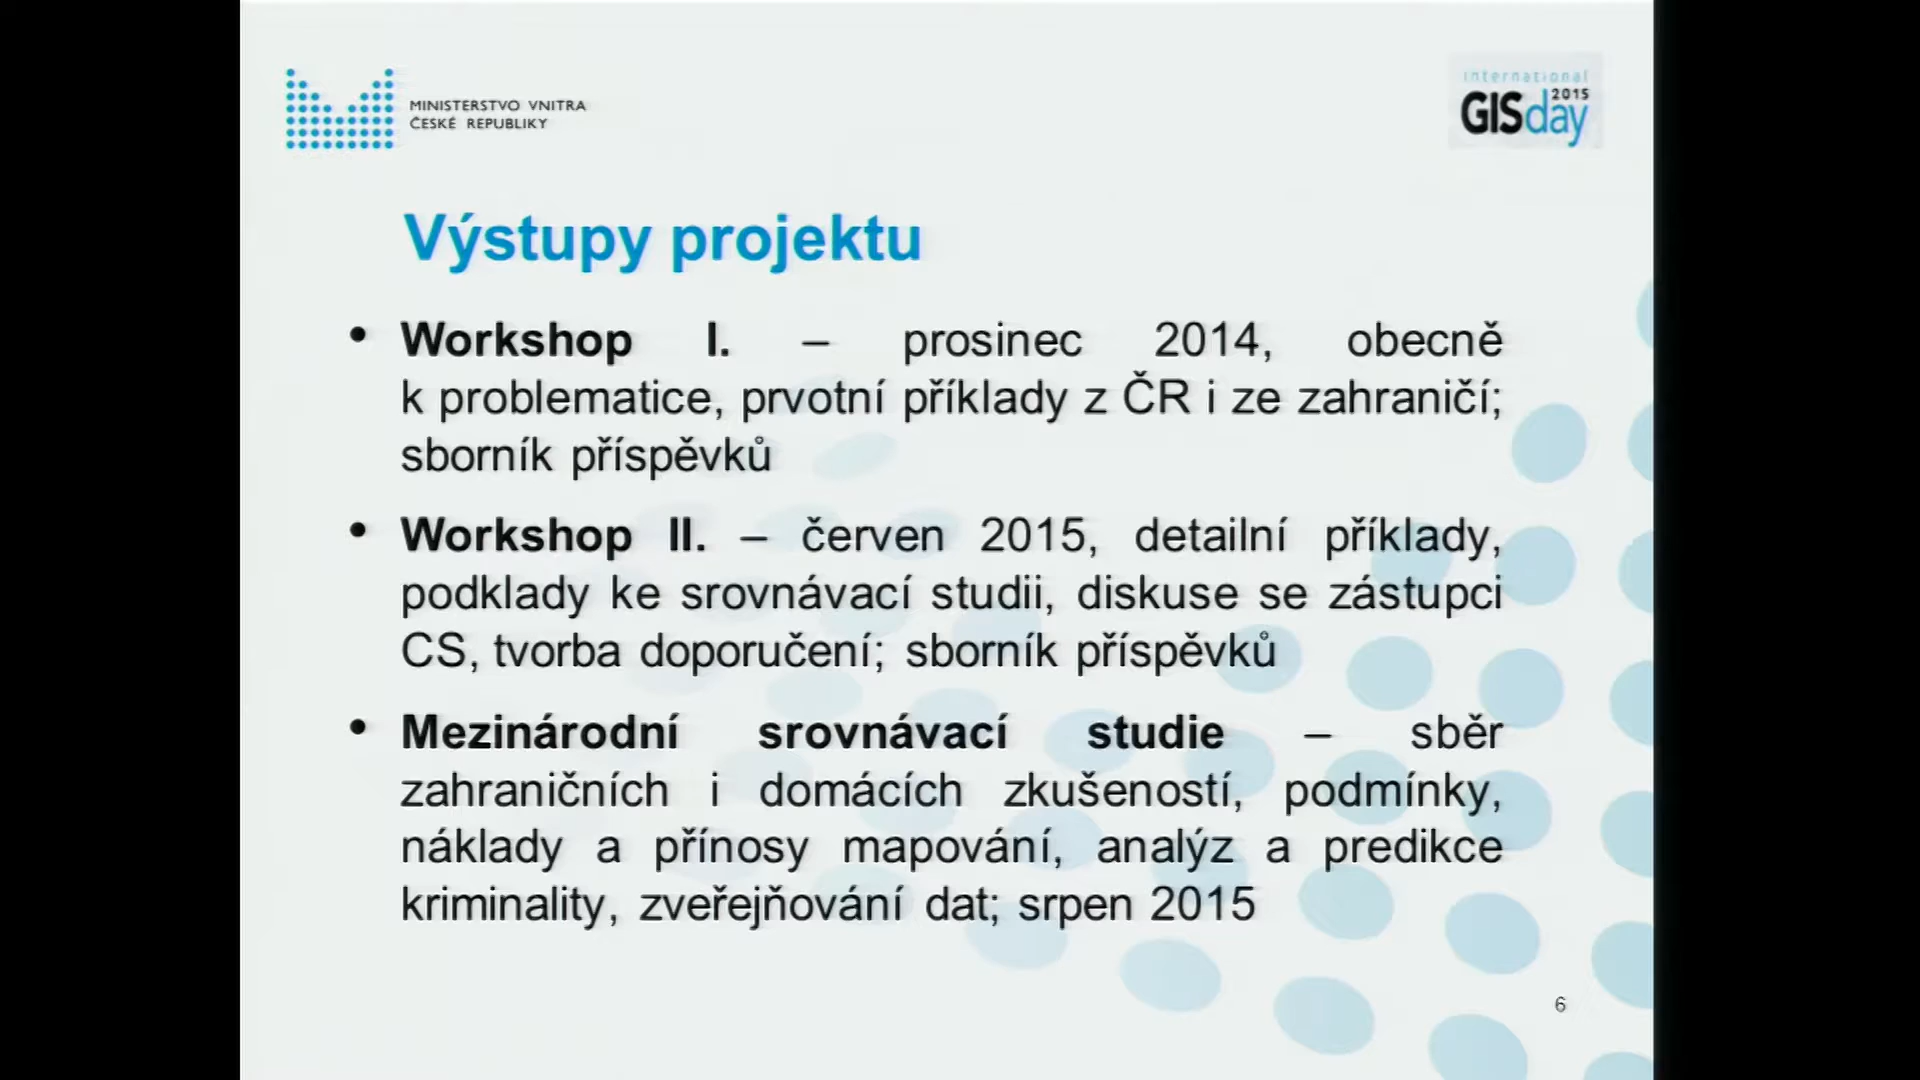 MINISTERSTVO VNITRA
ČESKÉ REPUBLIKY
international
2015
GISday
Výstupy projektu
• Workshop I. – prosinec 2014, obecně
k problematice, prvotní příklady z ČR i ze zahraničí;
sborník příspěvků
• Workshop II. – červen 2015, detailní příklady,
podklady ke srovnávací studii, diskuse se zástupci
CS, tvorba doporučení; sborník příspěvků
• Mezinárodní srovnávací studie – sběr
zahraničních i domácích zkušeností, podmínky,
náklady a přínosy mapování, analýz a predikce
kriminality, zveřejňování dat; srpen 2015
6